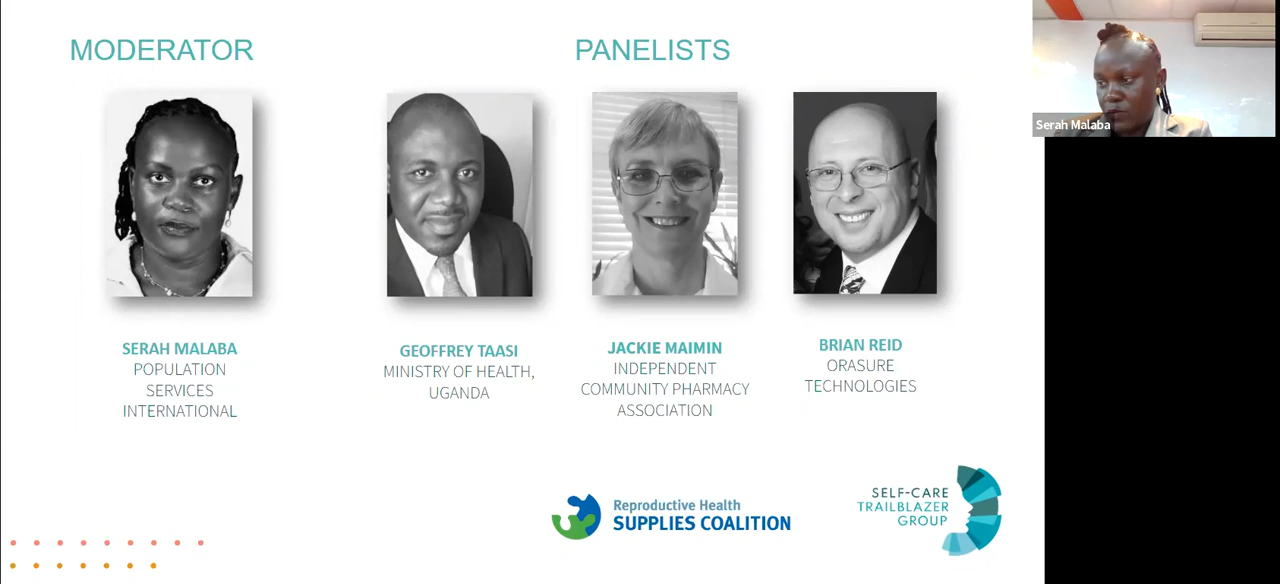 MODERATOR
PANELISTS
Serah Malaba
SERAH MALABA
POPULATION
SERVICES
INTERNATIONAL
GEOFFREY TAASI
MINISTRY OF HEALTH,
UGANDA
JACKIE MAIMIN
INDEPENDENT
COMMUNITY PHARMACY
ASSOCIATION
BRIAN REID
ORASURE
TECHNOLOGIES
Reproductive Health
SUPPLIES COALITION
SELF-CARE
TRAILBLAZER
GROUP